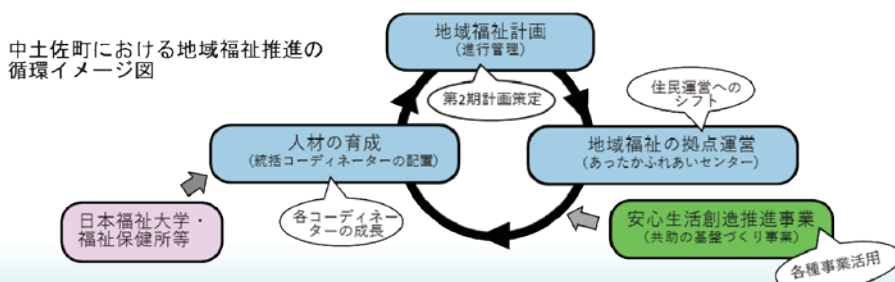 中土佐町における地域福祉推進の
循環イメージ図
地域福祉計画
(進行管理)
第2期計画策定
住民運営への
シフト
人材の育成
(統括コーディネーターの配置)
地域福祉の拠点運営
(あったかふれあいセンター)
日本福祉大学・
福祉保健所等
各コーディネー
ターの成長
安心生活創造推進事業
(共助の基盤づくり事業)
各種事業活用